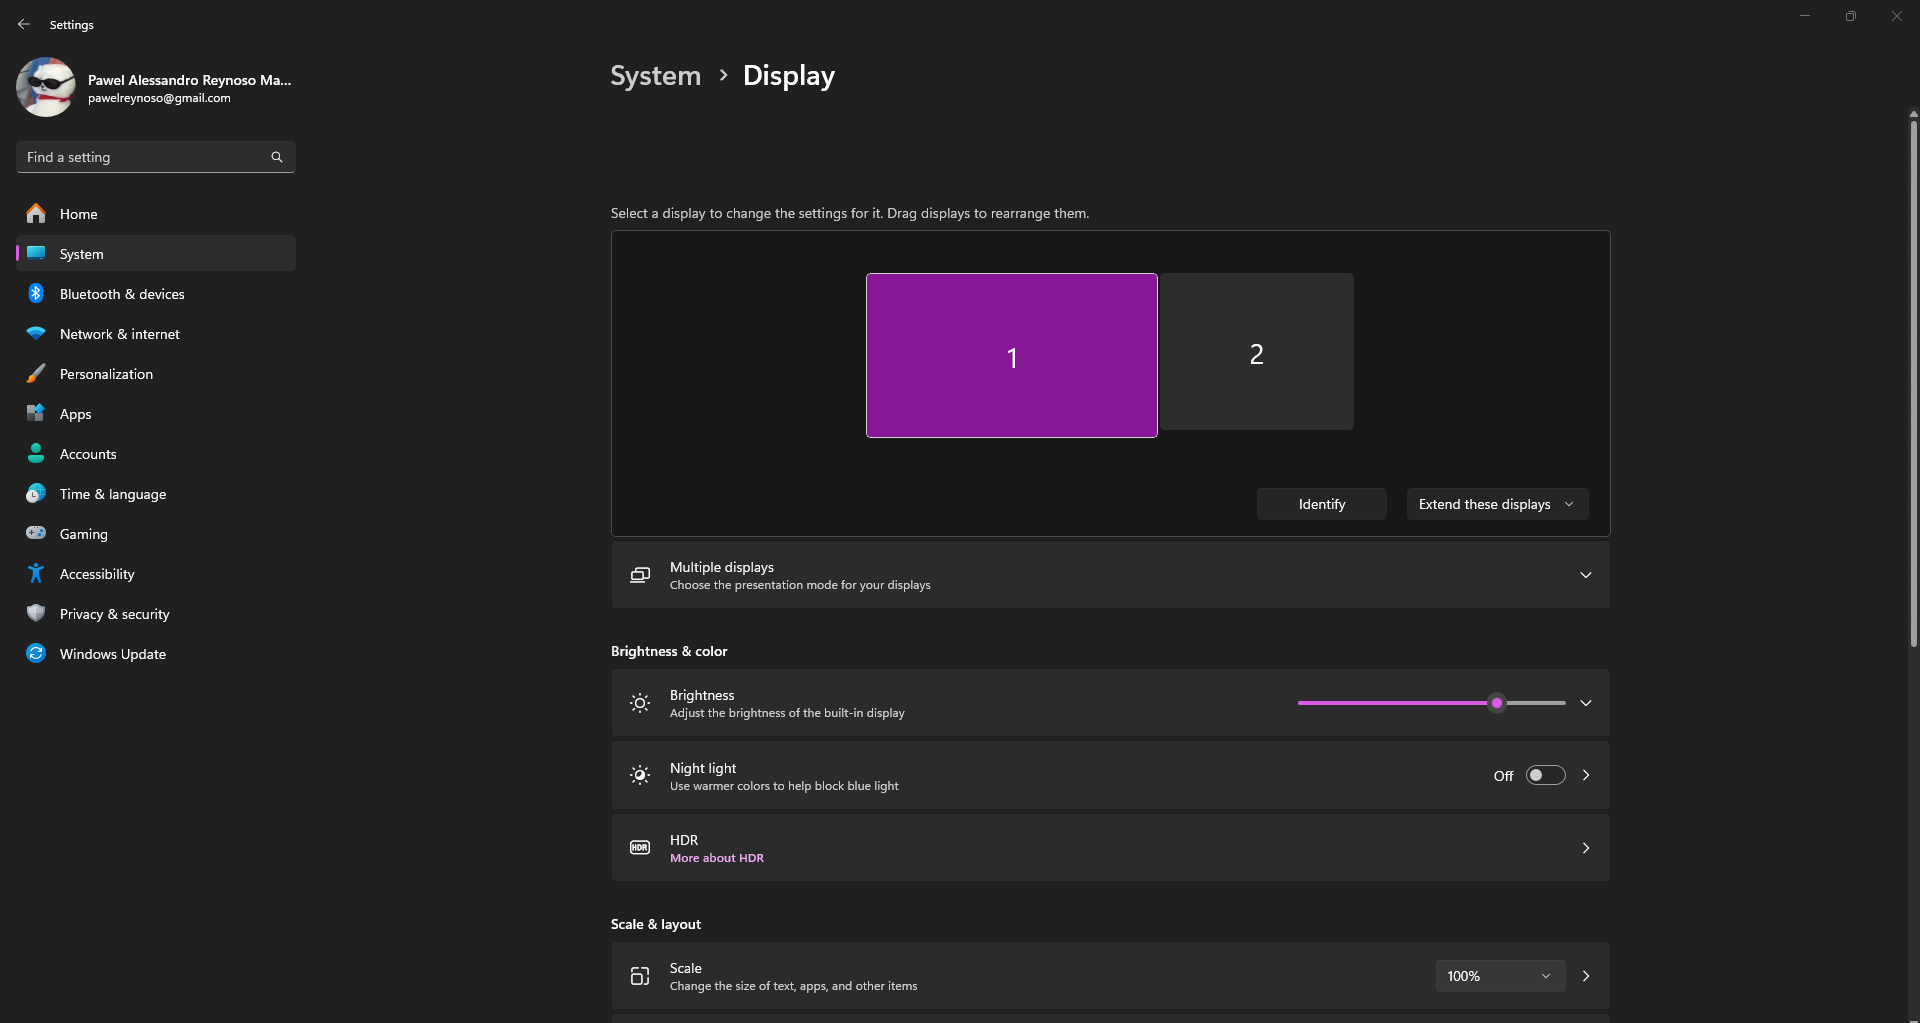 Settings
Pawel Alessandro Reynoso Ma...
pawelreynoso@gmail.com
Find a setting
Home
System
Bluetooth & devices
Network & internet
Personalization
Apps
Accounts
Time & language
Gaming
Accessibility
Privacy & security
Windows Update
System > Display
Select a display to change the settings for it. Drag displays to rearrange them.
1
2
Identify
Extend these displays
Multiple displays
Choose the presentation mode for your displays
Brightness & color
Brightness
Adjust the brightness of the built-in display
Night light
Use warmer colors to help block blue light
Off
HDR
HDR
More about HDR
Scale & layout
Scale
Change the size of text, apps, and other items
100%